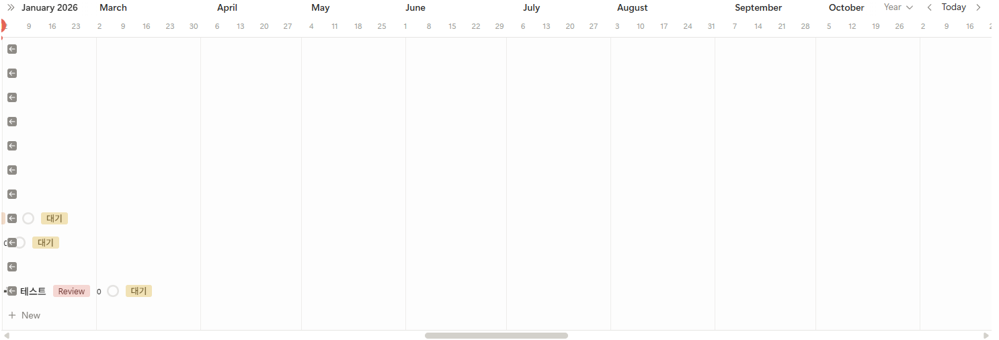 January 2026 March April May June July August September October Year Today
2 9 16 23 2 9 16 23 30 6 13 20 27 4 11 18 25 1 8 15 22 29 6 13 20 27 3 10 17 24 31 7 14 21 28 5 12 19 26 2 9 16
대기
대기
테스트 Review 0 대기
New